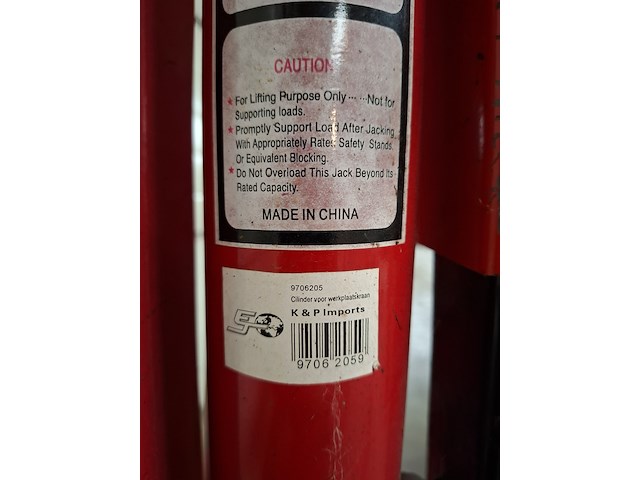 CAUTION
★ For Lifting Purpose Only ··· ···Not for
Supporting loads.
★ Promptly Support Load After Jacking
With Appropriately Rated Safety Stands
Or Equivalent Blocking.
★ Do Not Overload This Jack Beyond Its
Rated Capacity.
MADE IN CHINA
9706205
Cilinder voor werkplaatskraan
K & P Imports
9706 2059